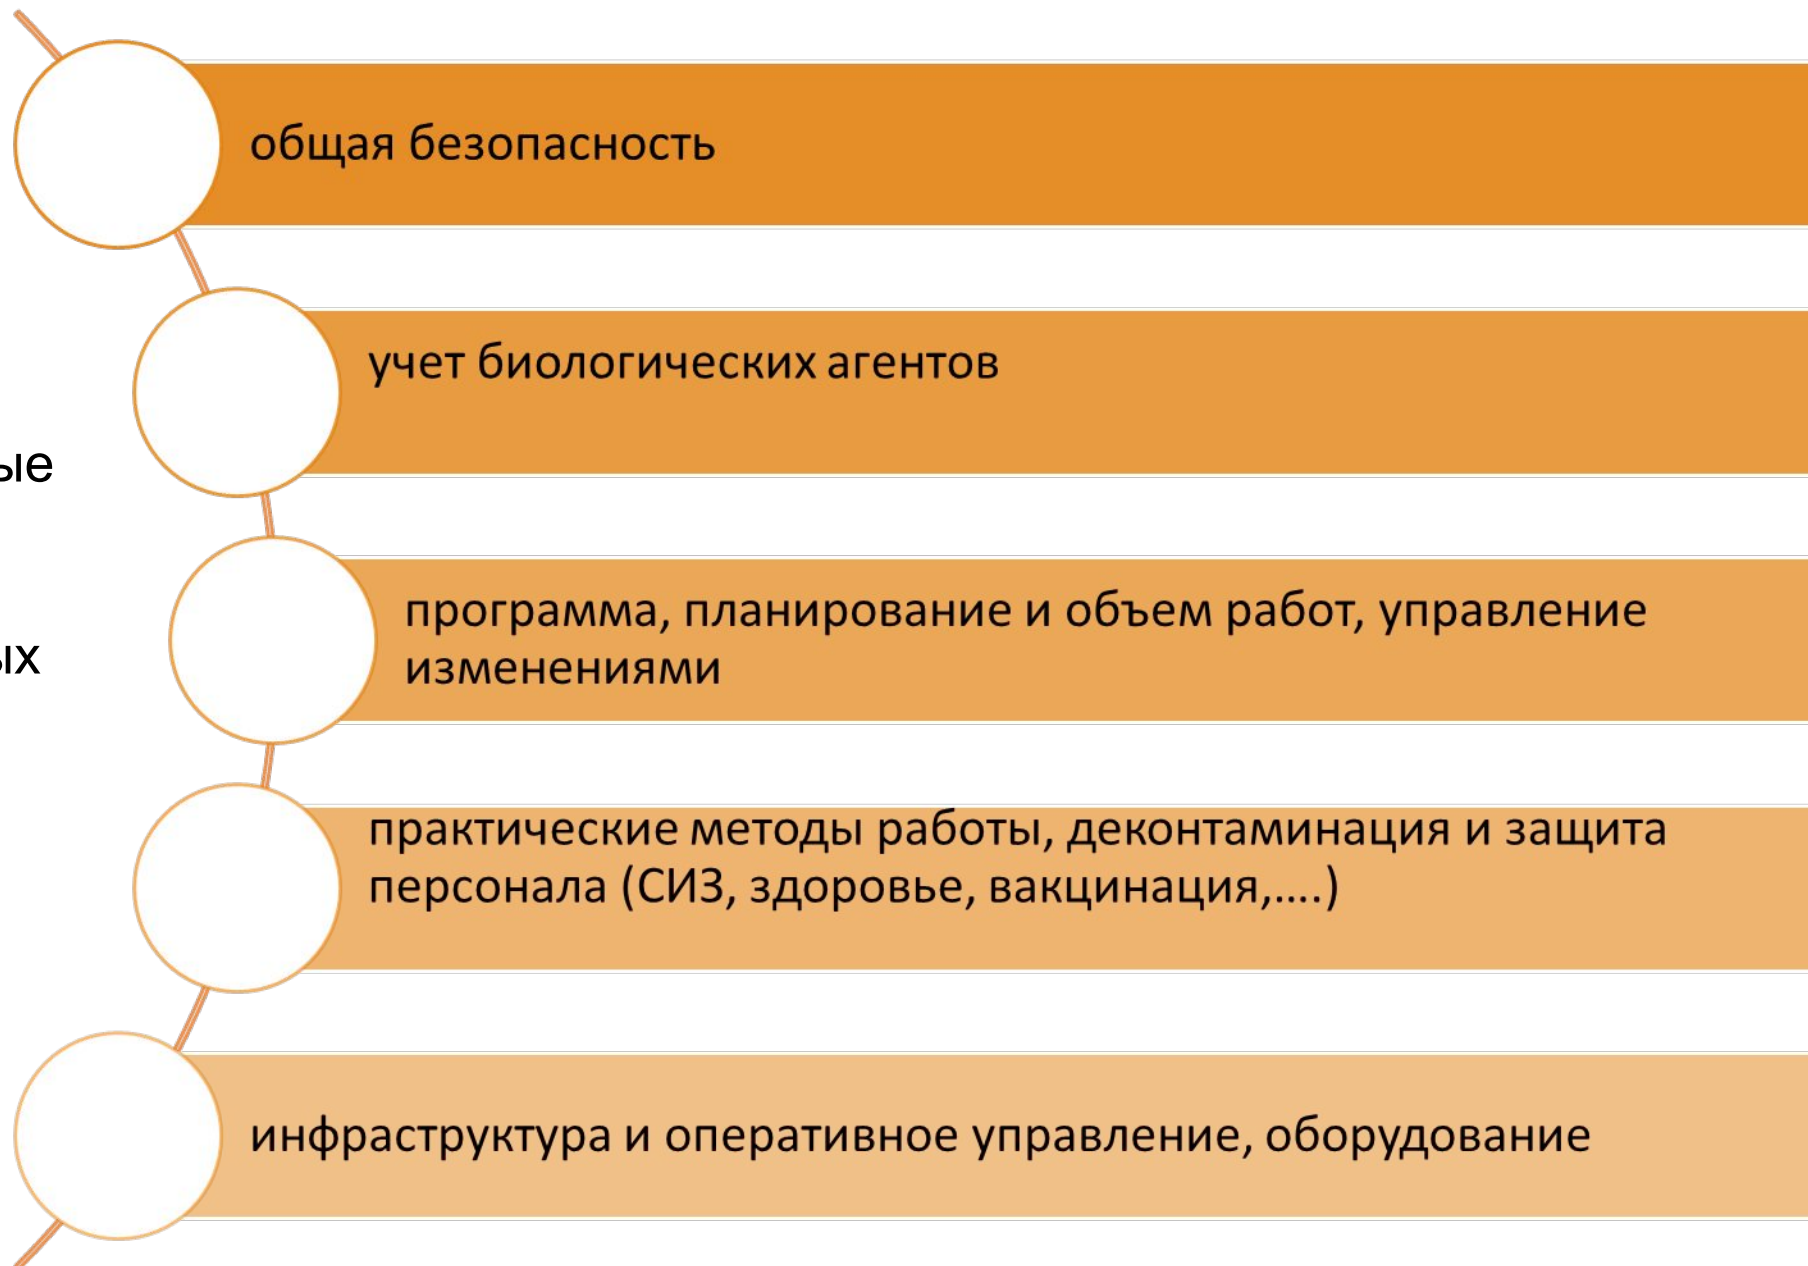 общая безопасность
учет биологических агентов
программа, планирование и объем работ, управление
изменениями
практические методы работы, деконтаминация и защита
персонала (СИЗ, здоровье, вакцинация,....)
инфраструктура и оперативное управление, оборудование